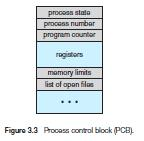 process state
process number
program counter
registers
memory limits
list of open files
• • •
Figure 3.3 Process control block (PCB).